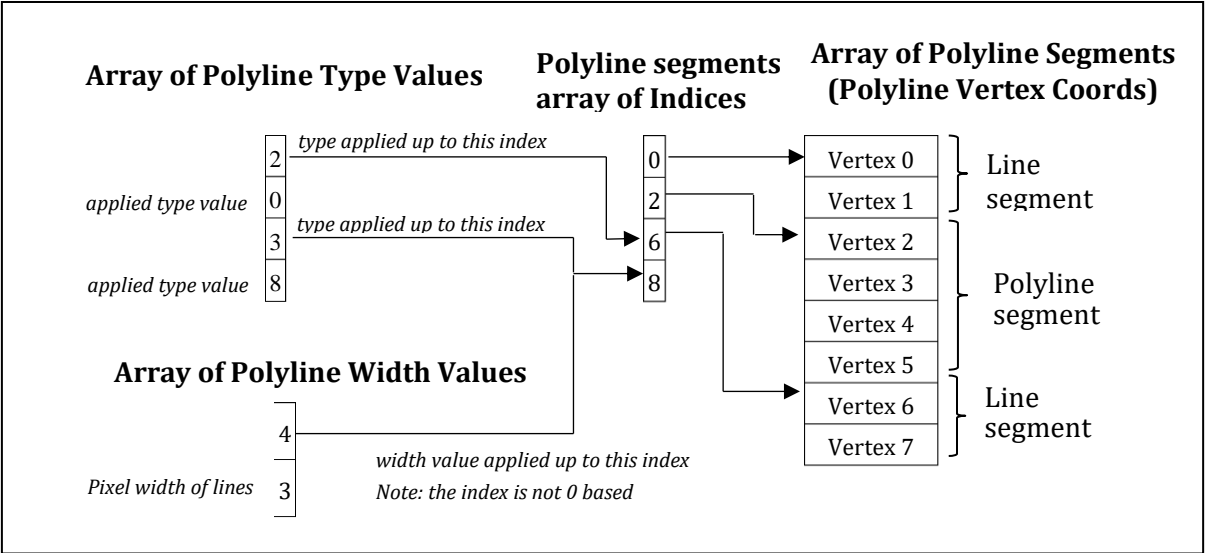 Array of Polyline Type Values
Polyline segments
array of Indices
Array of Polyline Segments
(Polyline Vertex Coords)
2
type applied up to this index
applied type value
0
3
type applied up to this index
applied type value
8
0
2
6
8
Vertex 0
Vertex 1
Vertex 2
Vertex 3
Vertex 4
Vertex 5
Vertex 6
Vertex 7
Line
segment
Polyline
segment
Line
segment
Array of Polyline Width Values
4
width value applied up to this index
Pixel width of lines
3
Note: the index is not 0 based